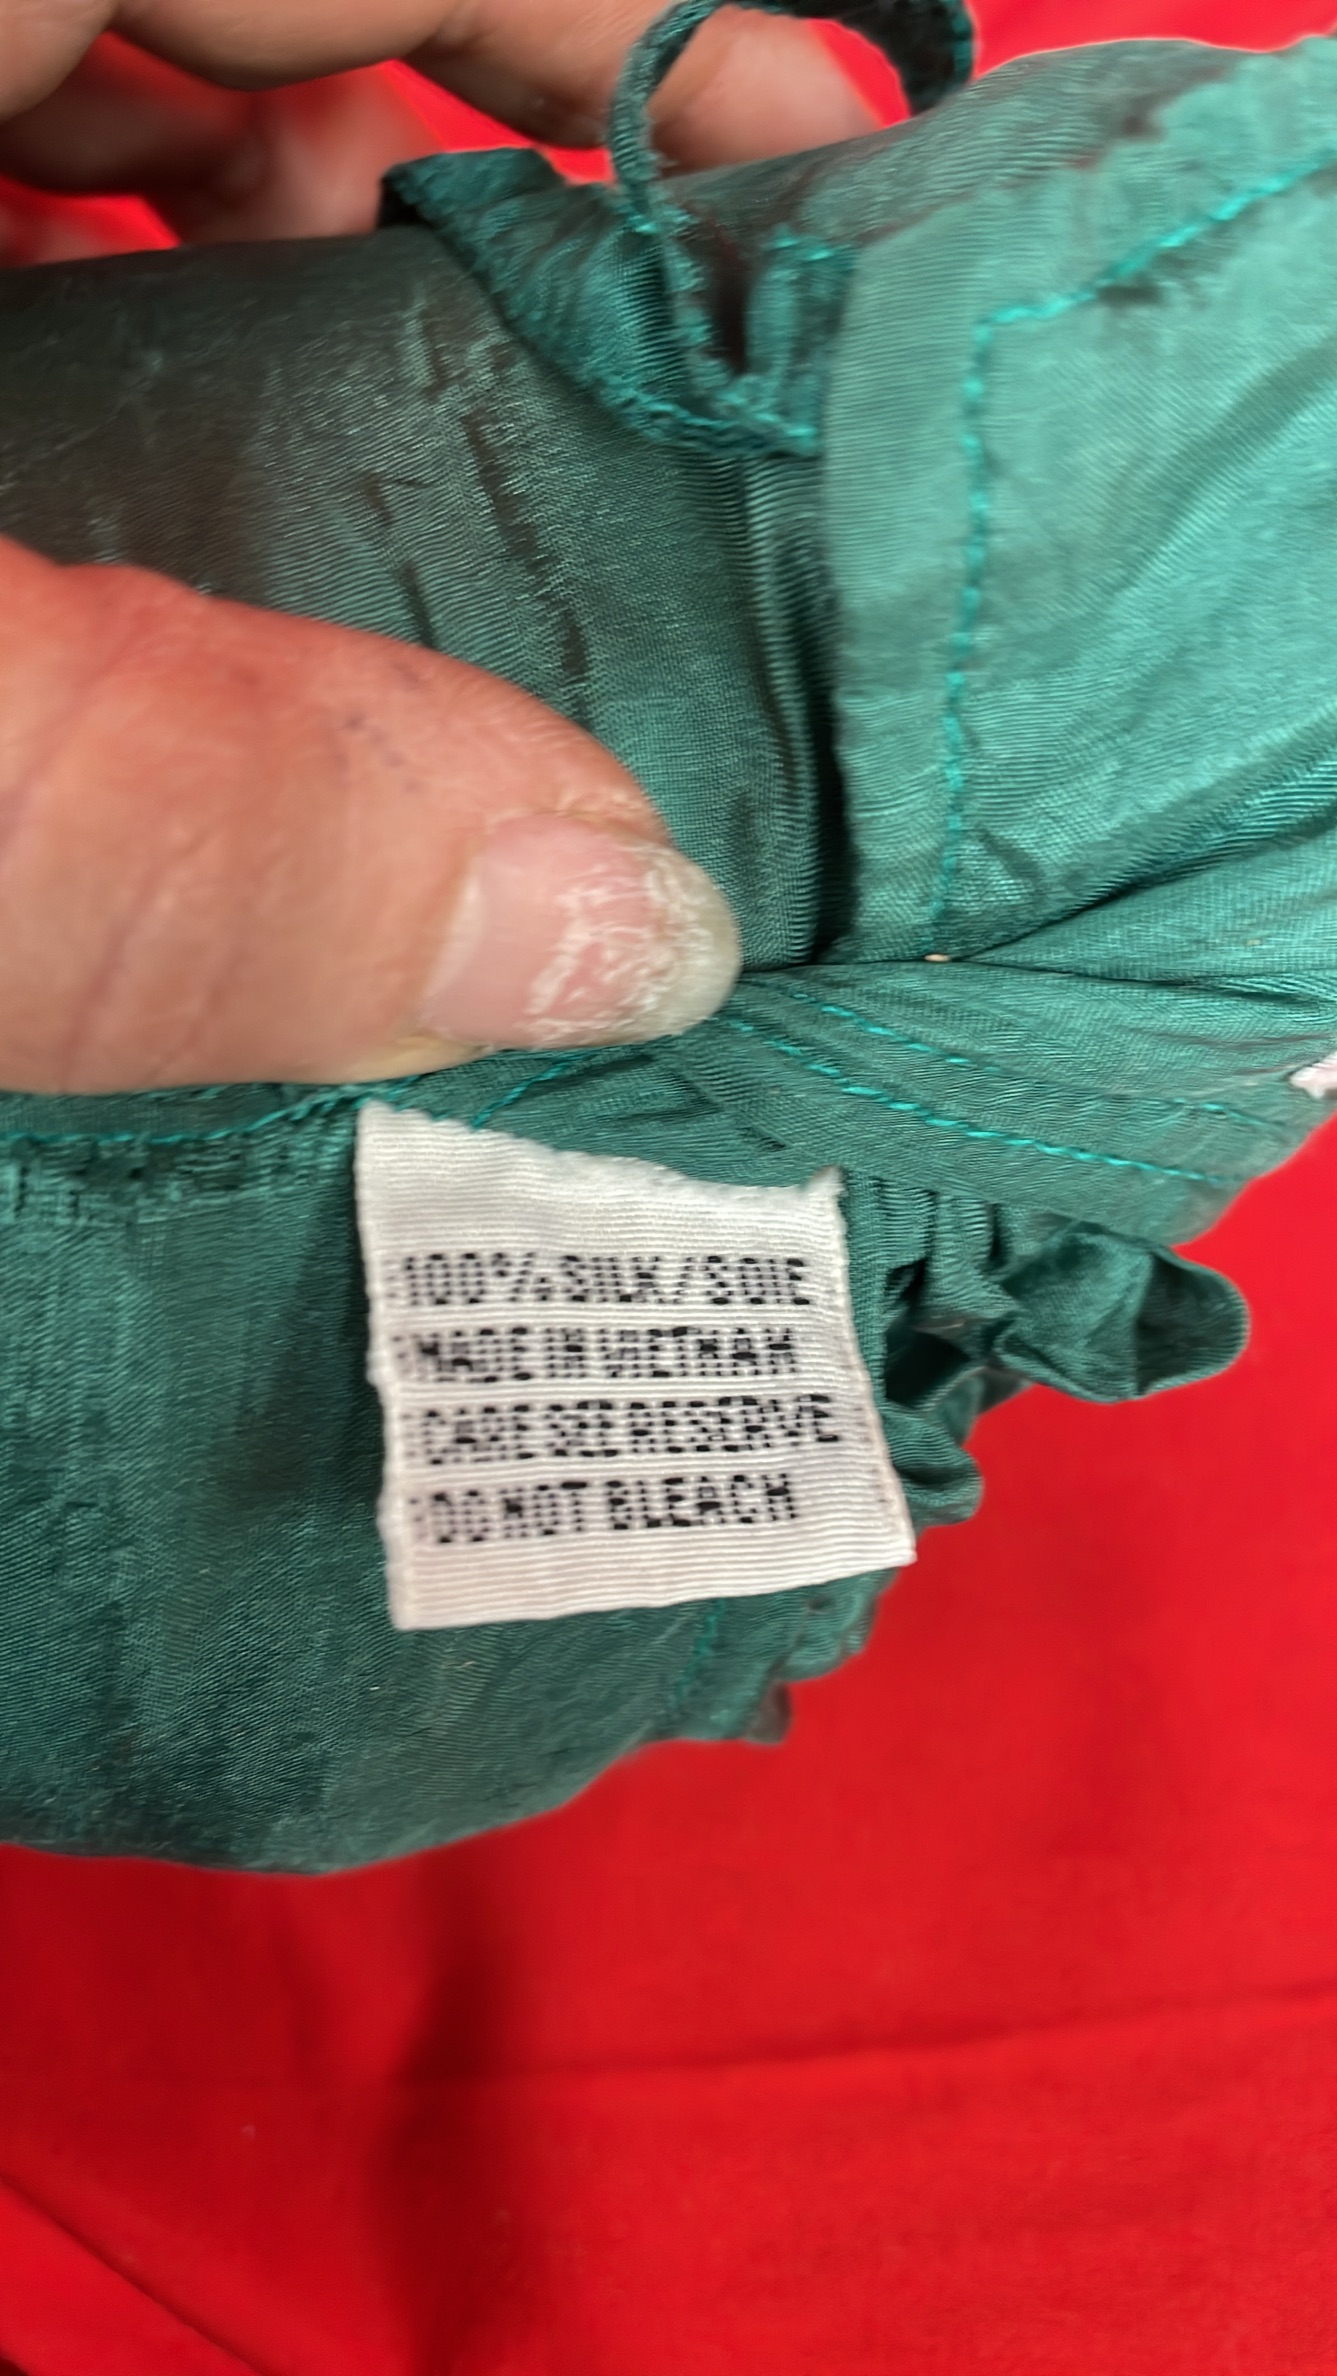 100% SILK/SOIE
MADE IN VIETNAM
CARE SEE RESERVE
DO NOT BLEACH